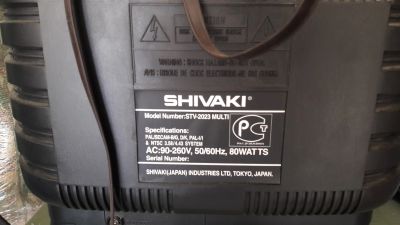 WARNING: SHOCK HAZARD-DO NOT OPEN.
AVIS: RISQUE DE CHOC ELECTRIQUE-NE PAS OUVRIR.
SHIVAKI®
Model Number:STV-2023 MULTI
Specifications:
PAL/SECAM-B/G, D/K, PAL-I/I
& NTSC 3.58/4.43 SYSTEM
AC:90-260V, 50/60Hz, 80WATTS
Serial Number:
SHIVAKI(JAPAN) INDUSTRIES LTD, TOKYO, JAPAN.